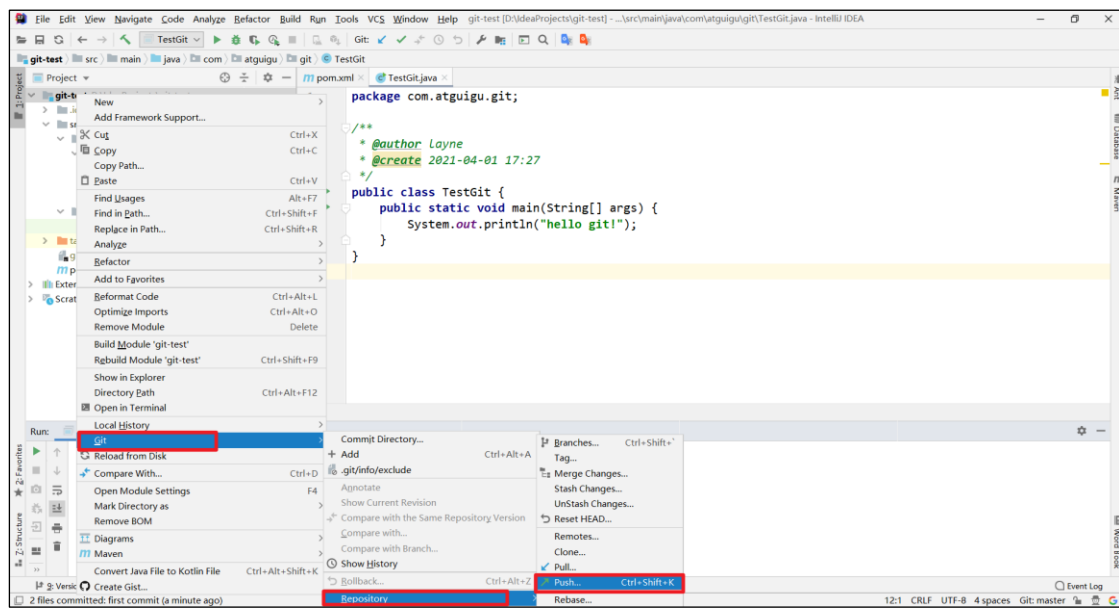 File Edit View Navigate Code Analyze Refactor Build Run Tools VCS Window Help git-test [D:\IdeaProjects\git-test] - ...\src\main\java\com\atguigu\git\TestGit.java - IntelliJ IDEA
TestGit Git:
git-test src main java com atguigu git TestGit
Project pom.xml TestGit.java
1: Project
Ant
Database
Maven
Word Book
package com.atguigu.git;
/**
* @author layne
* @create 2021-04-01 17:27
*/
public class TestGit {
public static void main(String[] args) {
System.out.println("hello git!");
}
}
Exter
Scrat
New
Add Framework Support...
Cut Ctrl+X
Copy Ctrl+C
Copy Path...
Paste Ctrl+V
Find Usages Alt+F7
Find in Path... Ctrl+Shift+F
Replace in Path... Ctrl+Shift+R
Analyze
Refactor
Add to Favorites
Reformat Code Ctrl+Alt+L
Optimize Imports Ctrl+Alt+O
Remove Module Delete
Build Module 'git-test'
Rebuild Module 'git-test' Ctrl+Shift+F9
Show in Explorer
Directory Path Ctrl+Alt+F12
Open in Terminal
Local History
Git
Reload from Disk
Compare With... Ctrl+D
Open Module Settings F4
Mark Directory as
Remove BOM
Diagrams
Maven
Convert Java File to Kotlin File Ctrl+Alt+Shift+K
Create Gist...
Commit Directory...
Add Ctrl+Alt+A
.git/info/exclude
Annotate
Show Current Revision
Compare with the Same Repository Version
Compare with...
Compare with Branch...
Show History
Rollback... Ctrl+Alt+Z
Repository
Branches... Ctrl+Shift+`
Tag...
Merge Changes...
Stash Changes...
UnStash Changes...
Reset HEAD...
Remotes...
Clone...
Pull...
Push... Ctrl+Shift+K
Rebase...
Run:
2: Favorites
Z: Structure
9: Versic
Event Log
2 files committed: first commit (a minute ago)
12:1 CRLF UTF-8 4 spaces Git: master